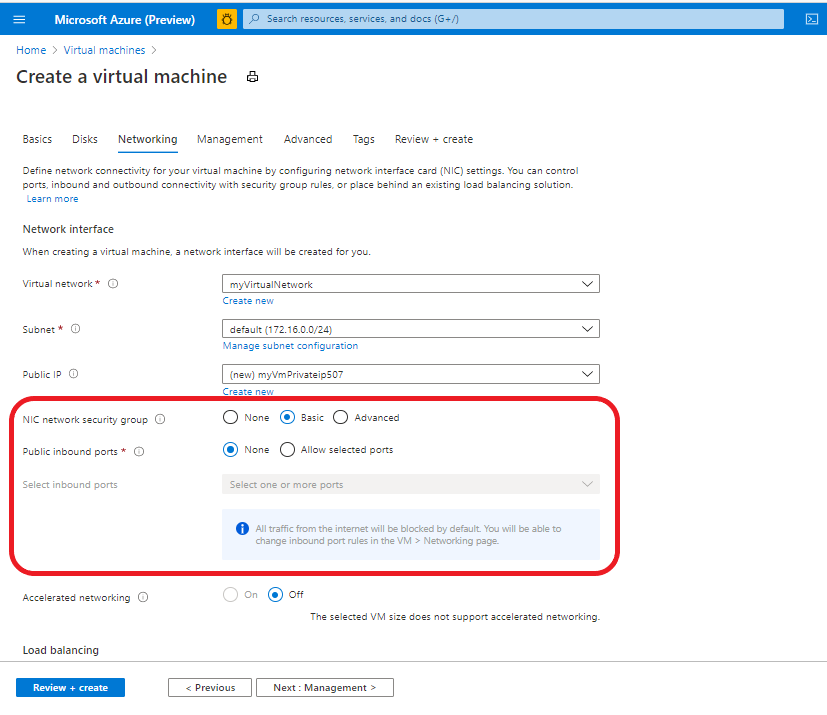 Microsoft Azure (Preview)
Search resources, services, and docs (G+/)
Home > Virtual machines >
Create a virtual machine
Basics Disks Networking Management Advanced Tags Review + create
Define network connectivity for your virtual machine by configuring network interface card (NIC) settings. You can control
ports, inbound and outbound connectivity with security group rules, or place behind an existing load balancing solution.
Learn more
Network interface
When creating a virtual machine, a network interface will be created for you.
Virtual network *
myVirtualNetwork
Create new
Subnet *
default (172.16.0.0/24)
Manage subnet configuration
Public IP
(new) myVmPrivateip507
Create new
NIC network security group
None Basic Advanced
Public inbound ports *
None Allow selected ports
Select inbound ports
Select one or more ports
All traffic from the internet will be blocked by default. You will be able to
change inbound port rules in the VM > Networking page.
Accelerated networking
On Off
The selected VM size does not support accelerated networking.
Load balancing
Review + create
< Previous
Next : Management >